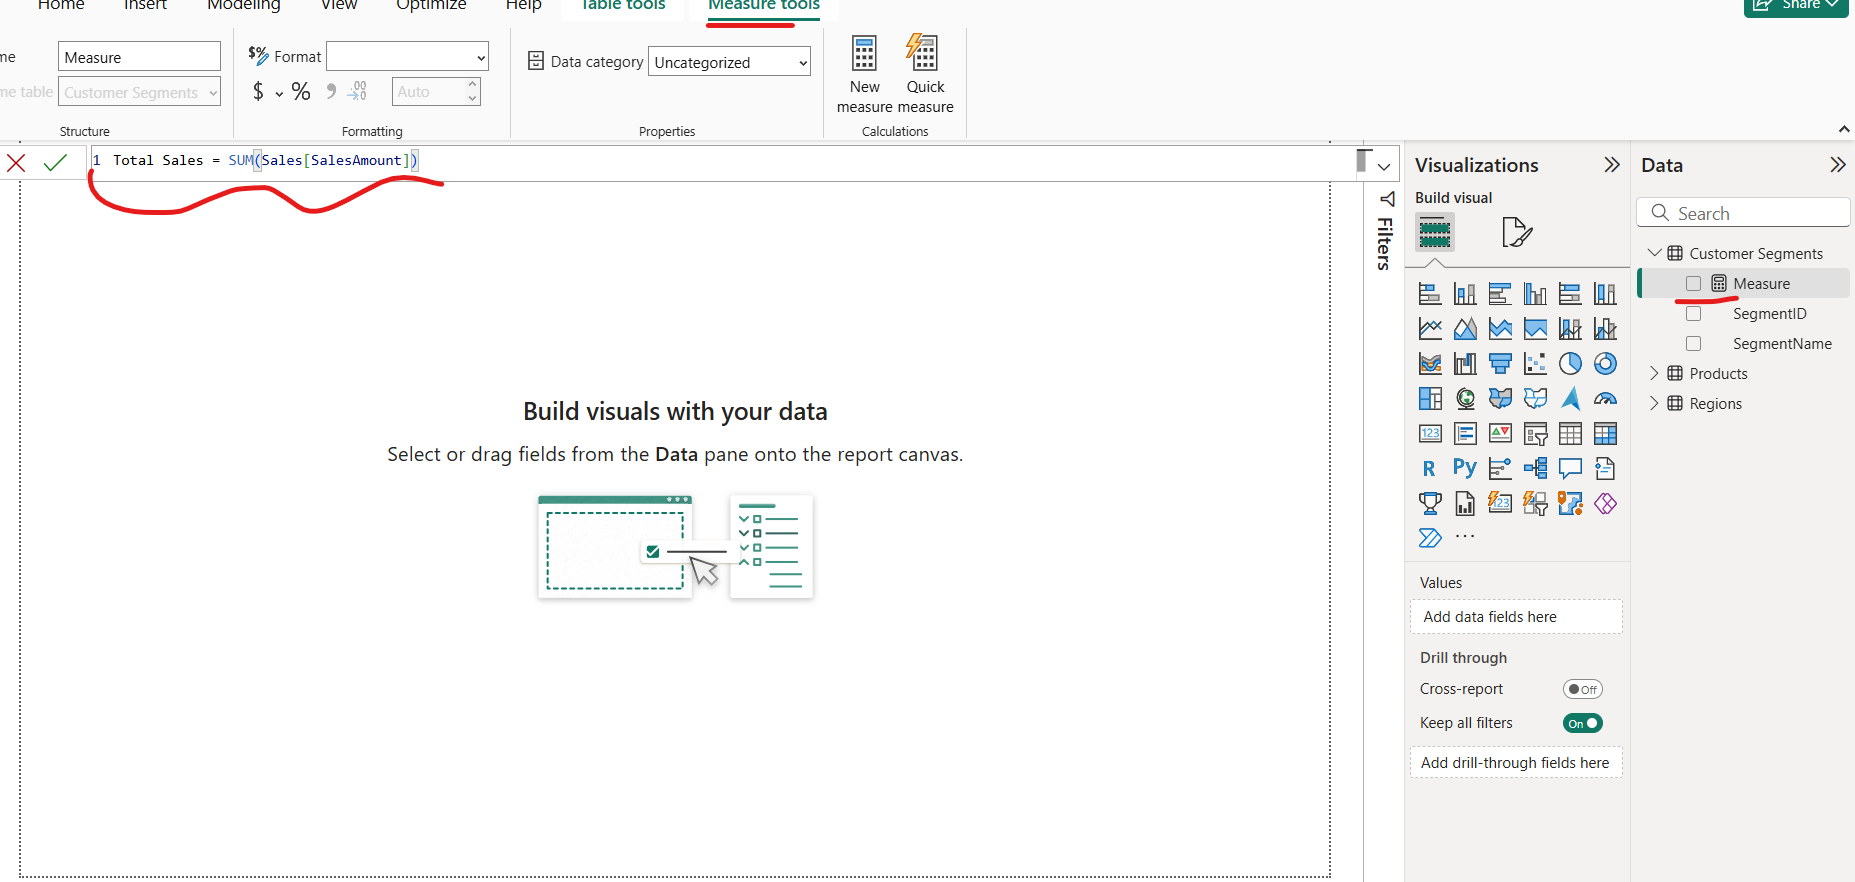 Home Insert Modeling View Optimize Help Table tools Measure tools
Share
me Measure
me table Customer Segments
Structure
$% Format
$ % , .00
Auto
Formatting
Data category Uncategorized
Properties
New measure
Quick measure
Calculations
1 Total Sales = SUM(Sales[SalesAmount])
Filters
Build visuals with your data
Select or drag fields from the Data pane onto the report canvas.
Visualizations
Build visual
123
R Py
123
...
Values
Add data fields here
Drill through
Cross-report Off
Keep all filters On
Add drill-through fields here
Data
Search
Customer Segments
Measure
SegmentID
SegmentName
Products
Regions